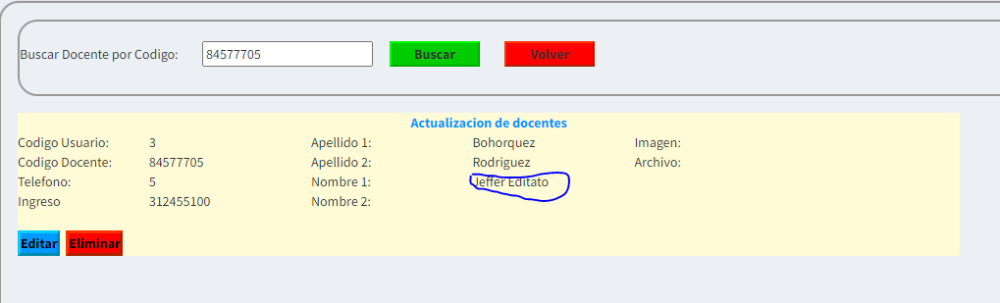 Buscar Docente por Codigo: 84577705 Buscar Volver
Actualizacion de docentes
Codigo Usuario: 3 Apellido 1: Bohorquez Imagen:
Codigo Docente: 84577705 Apellido 2: Rodriguez Archivo:
Telefono: 5 Nombre 1: Jeffer Editato
Ingreso 312455100 Nombre 2:
Editar Eliminar